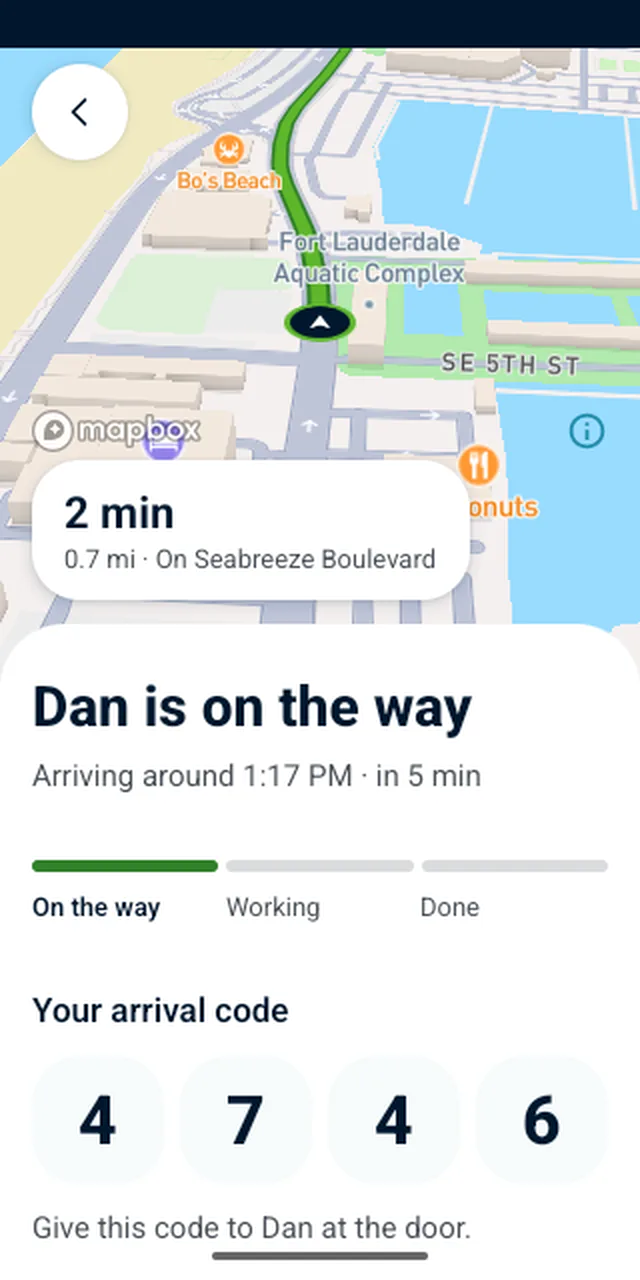 Bo's Beach
Fort Lauderdale
Aquatic Complex
SE 5TH ST
mapbox
onuts
2 min
0.7 mi · On Seabreeze Boulevard
Dan is on the way
Arriving around 1:17 PM · in 5 min
On the way
Working
Done
Your arrival code
4 7 4 6
Give this code to Dan at the door.